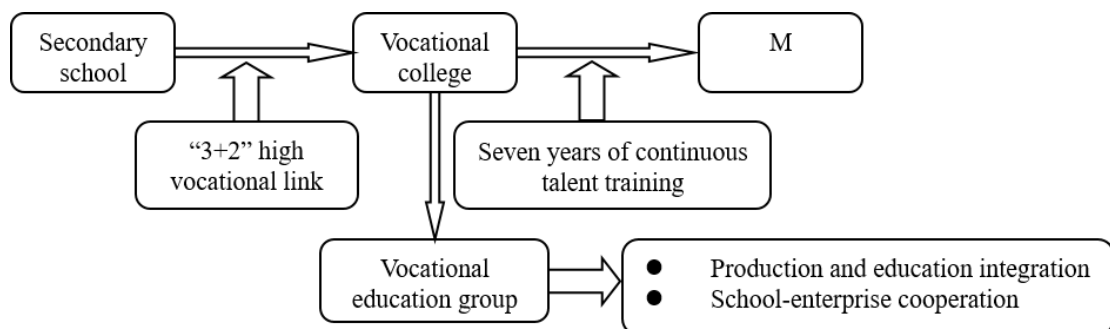 Secondary
school
Vocational
college
M
“3+2” high
vocational link
Seven years of continuous
talent training
Vocational
education group
● Production and education integration
● School-enterprise cooperation